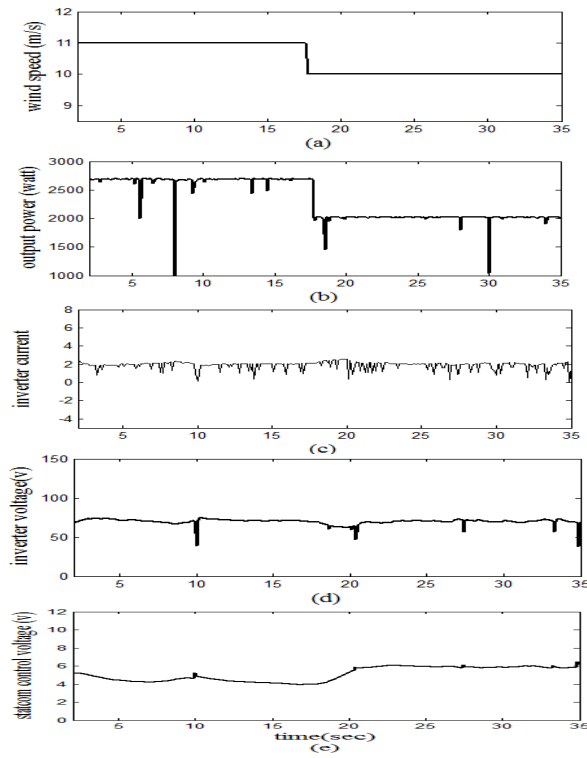 12
11
10
9
wind speed (m/s)
5 10 15 20 25 30 35
(a)
3000
2500
2000
1500
1000
output power (watt)
5 10 15 20 25 30 35
(b)
8
6
4
2
0
-2
-4
inverter current
5 10 15 20 25 30 35
(c)
150
100
50
0
inverter voltage(v)
5 10 15 20 25 30 35
(d)
12
10
8
6
4
2
0
statcom control voltage (v)
5 10 15 20 25 30 35
time(sec)
(e)